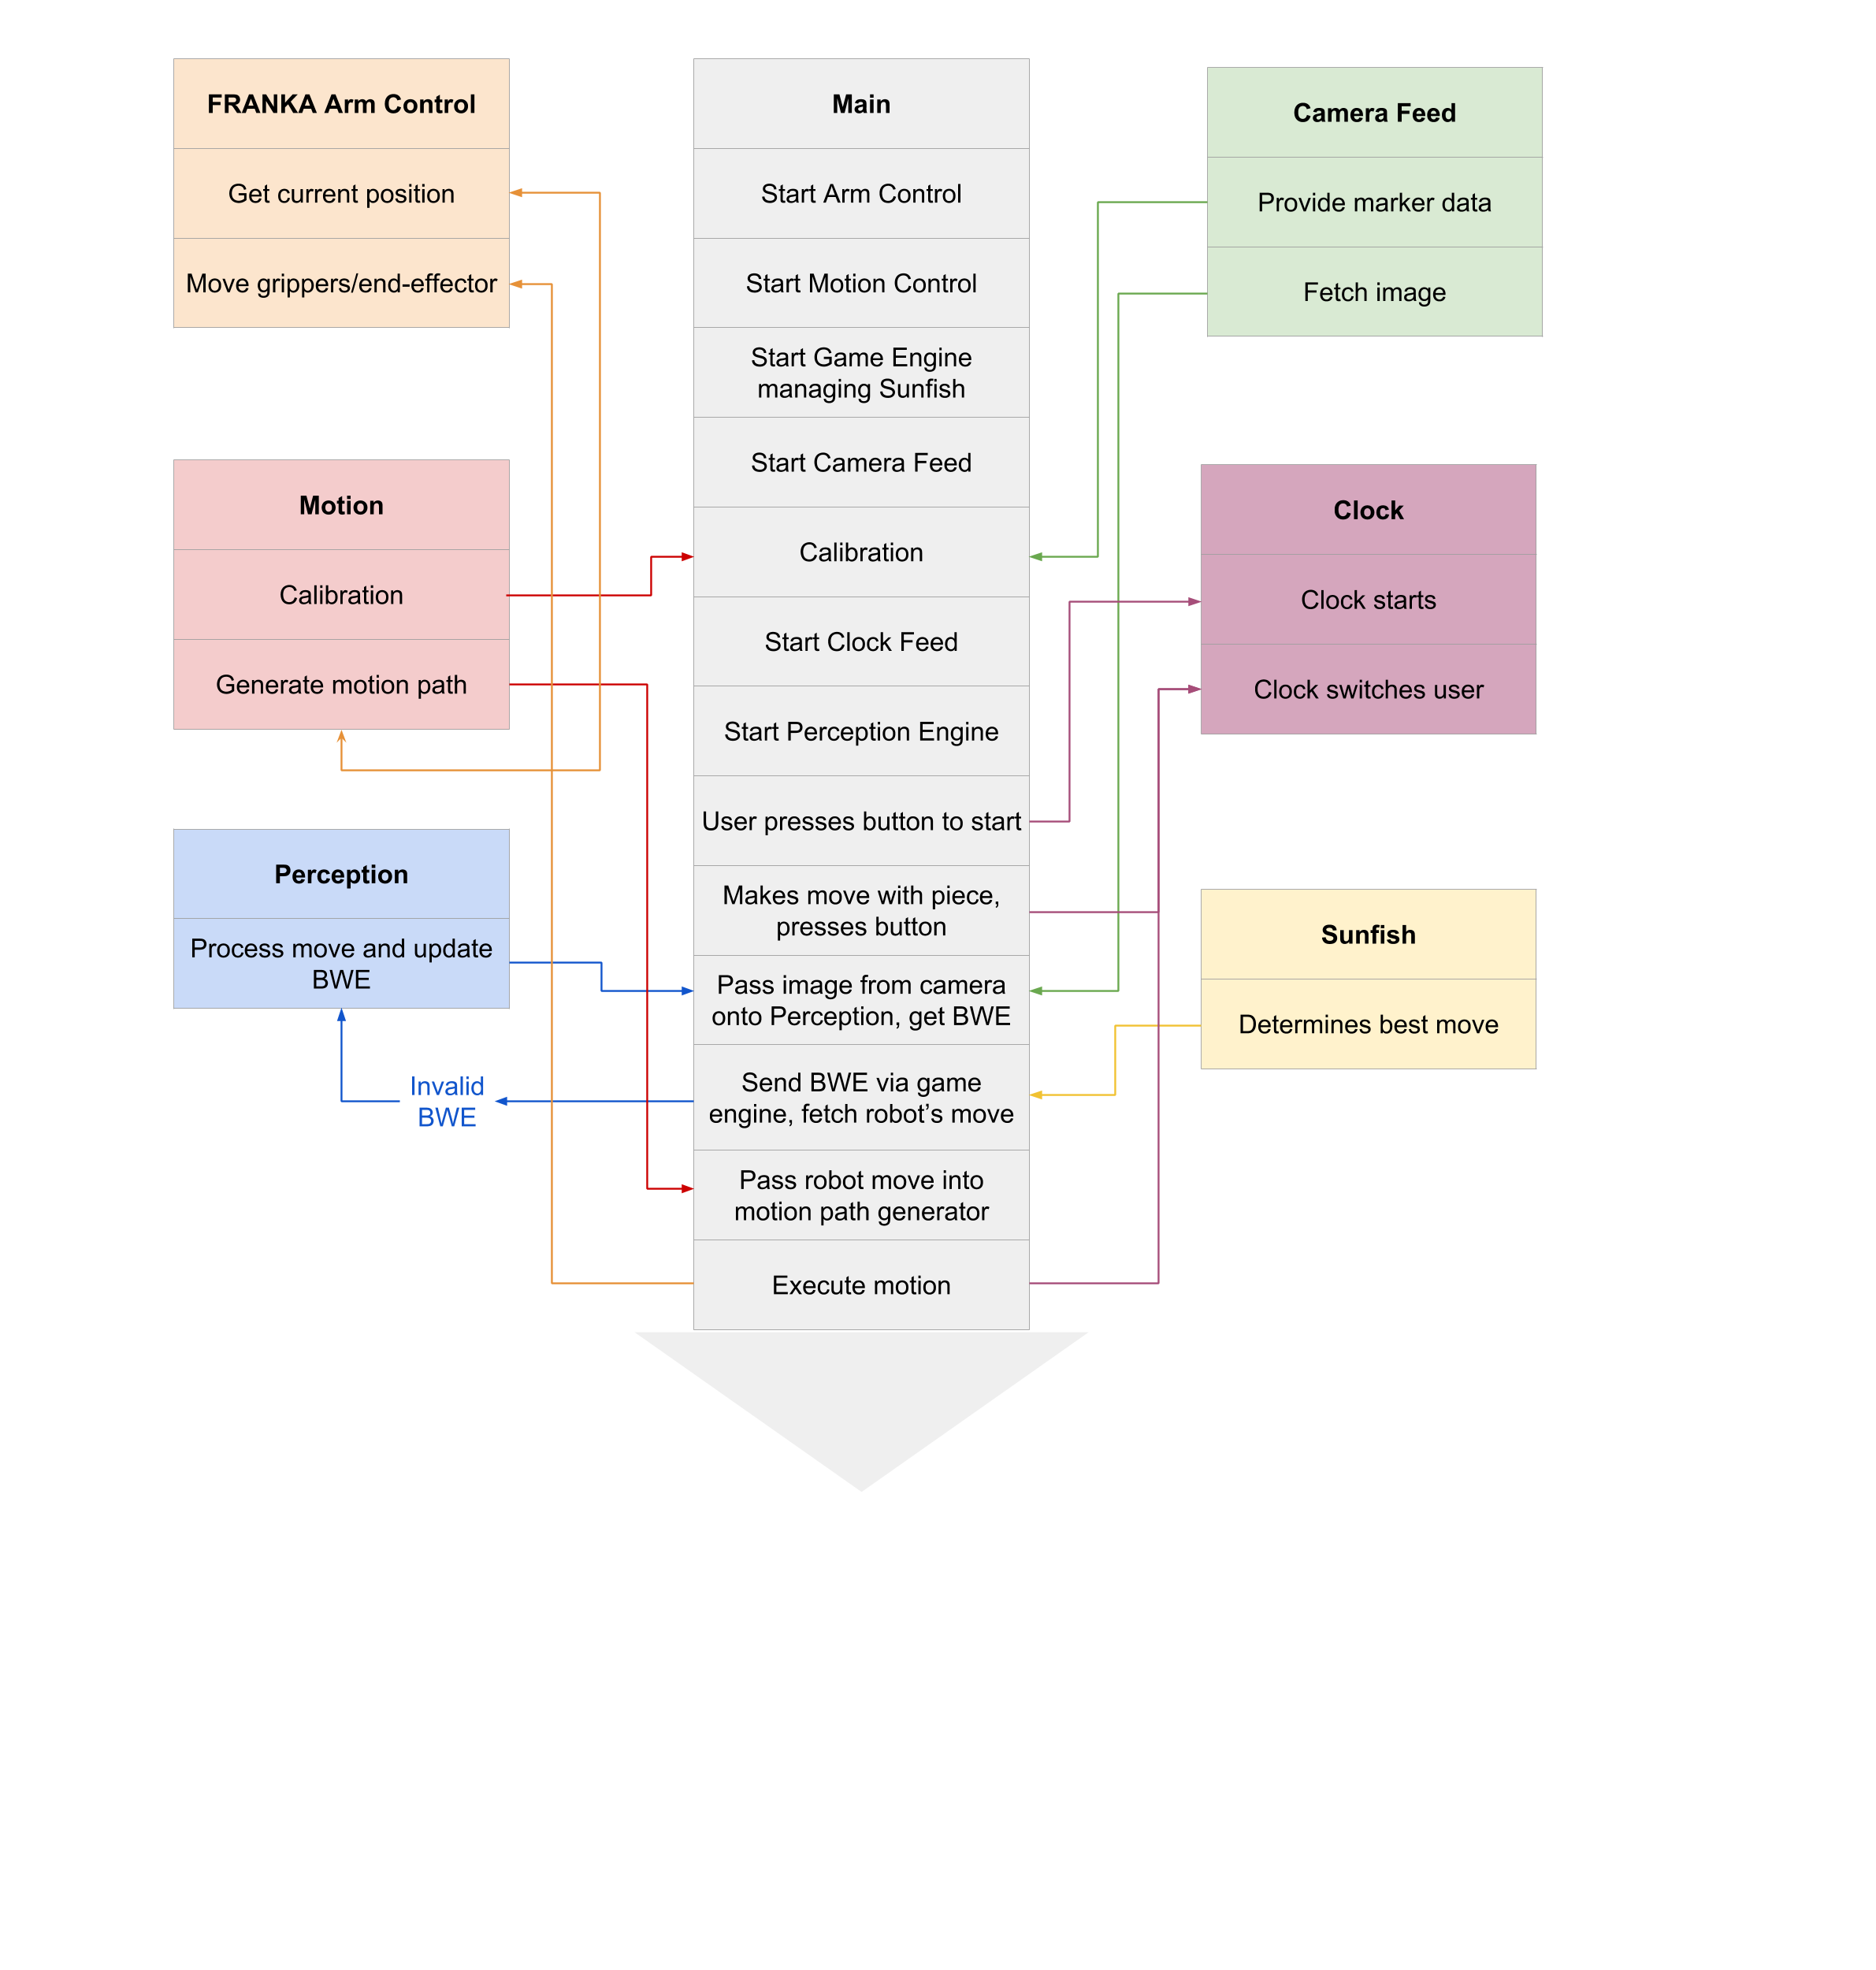 FRANKA Arm Control
Get current position
Move grippers/end-effector
Motion
Calibration
Generate motion path
Perception
Process move and update
BWE
Invalid
BWE
Main
Start Arm Control
Start Motion Control
Start Game Engine
managing Sunfish
Start Camera Feed
Calibration
Start Clock Feed
Start Perception Engine
User presses button to start
Makes move with piece,
presses button
Pass image from camera
onto Perception, get BWE
Send BWE via game
engine, fetch robot’s move
Pass robot move into
motion path generator
Execute motion
Camera Feed
Provide marker data
Fetch image
Clock
Clock starts
Clock switches user
Sunfish
Determines best move